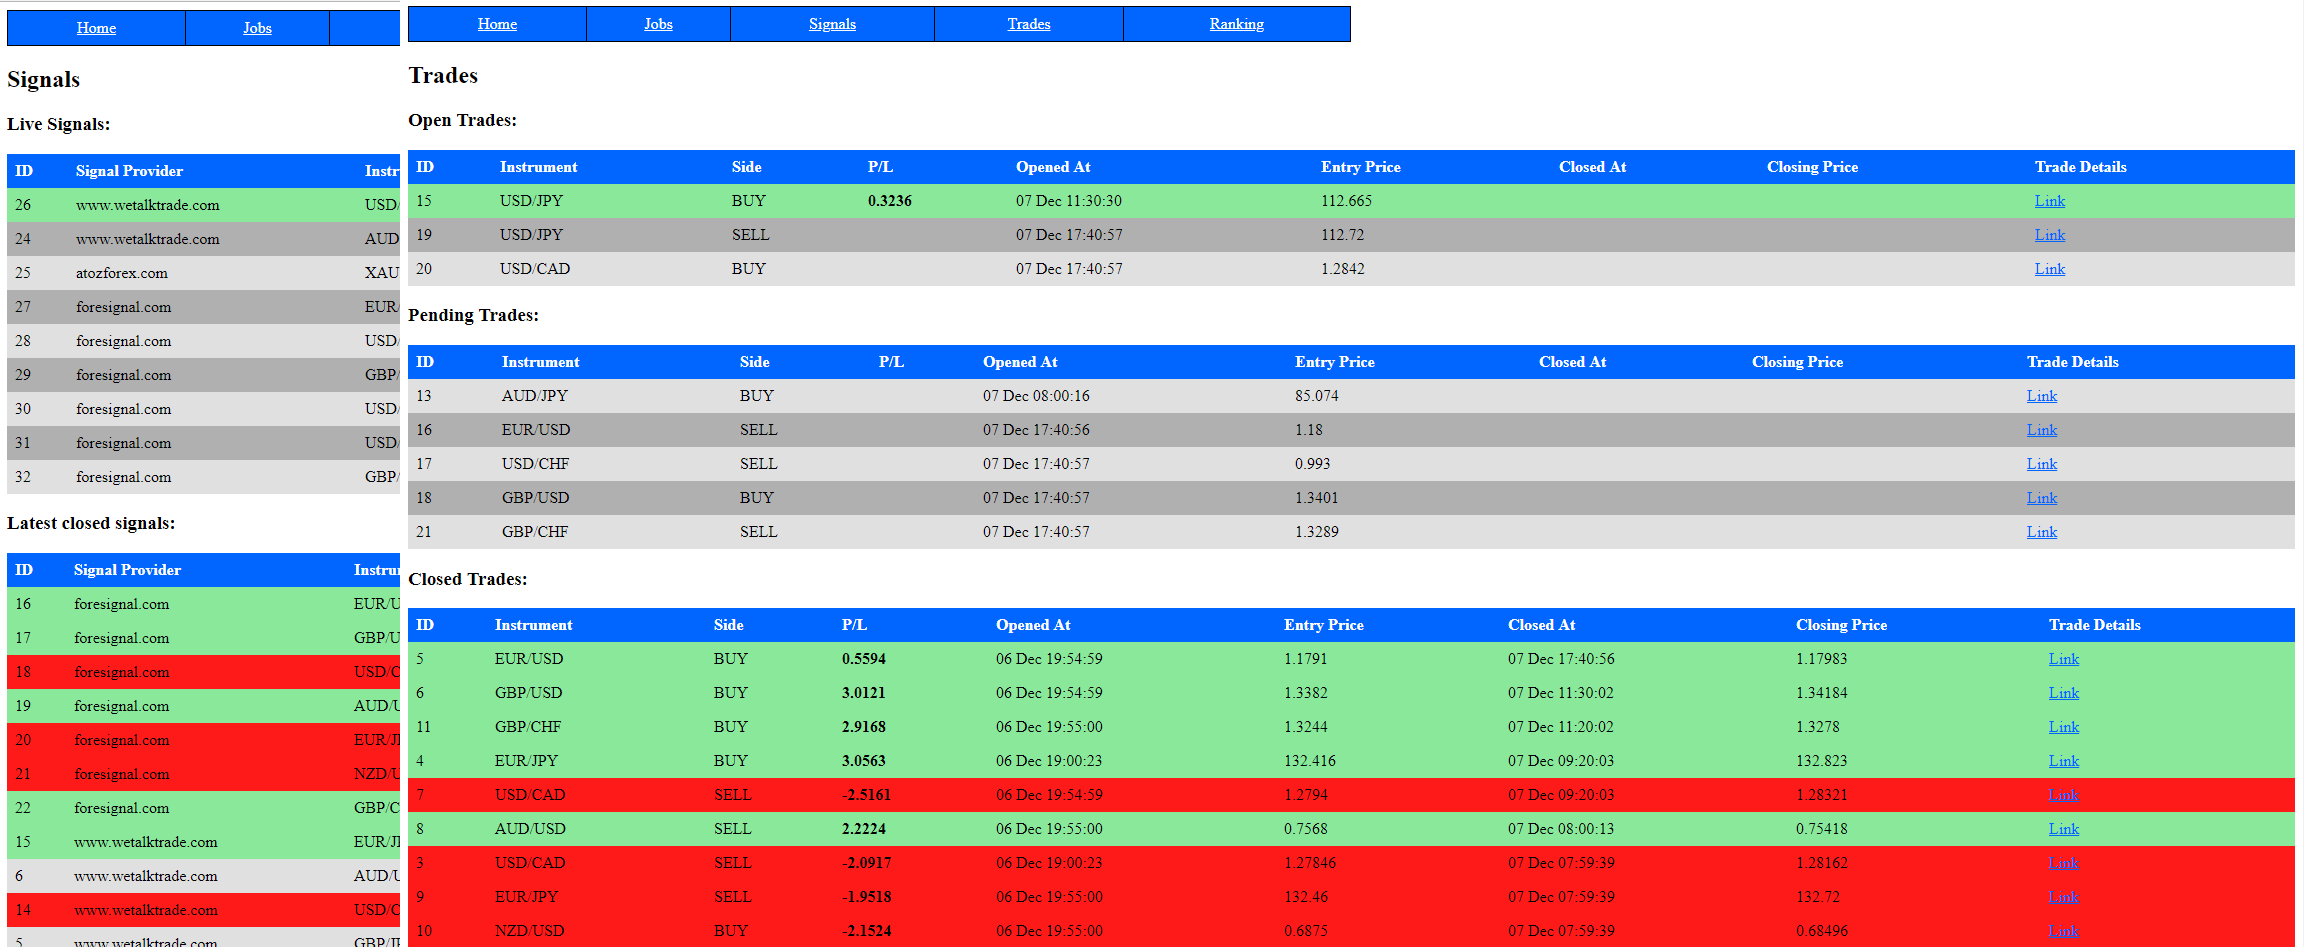 Home Jobs
Signals
Live Signals:
ID Signal Provider Instr
26 www.wetalktrade.com USD/
24 www.wetalktrade.com AUD
25 atozforex.com XAU
27 foresignal.com EUR/
28 foresignal.com USD/
29 foresignal.com GBP/
30 foresignal.com USD/
31 foresignal.com USD/
32 foresignal.com GBP/
Latest closed signals:
ID Signal Provider Instru
16 foresignal.com EUR/U
17 foresignal.com GBP/U
18 foresignal.com USD/C
19 foresignal.com AUD/U
20 foresignal.com EUR/J
21 foresignal.com NZD/U
22 foresignal.com GBP/C
15 www.wetalktrade.com EUR/J
6 www.wetalktrade.com AUD/U
14 www.wetalktrade.com USD/C
5 www.wetalktrade.com GBP/J
Home Jobs Signals Trades Ranking
Trades
Open Trades:
ID Instrument Side P/L Opened At Entry Price Closed At Closing Price Trade Details
15 USD/JPY BUY 0.3236 07 Dec 11:30:30 112.665 Link
19 USD/JPY SELL 07 Dec 17:40:57 112.72 Link
20 USD/CAD BUY 07 Dec 17:40:57 1.2842 Link
Pending Trades:
ID Instrument Side P/L Opened At Entry Price Closed At Closing Price Trade Details
13 AUD/JPY BUY 07 Dec 08:00:16 85.074 Link
16 EUR/USD SELL 07 Dec 17:40:56 1.18 Link
17 USD/CHF SELL 07 Dec 17:40:57 0.993 Link
18 GBP/USD BUY 07 Dec 17:40:57 1.3401 Link
21 GBP/CHF SELL 07 Dec 17:40:57 1.3289 Link
Closed Trades:
ID Instrument Side P/L Opened At Entry Price Closed At Closing Price Trade Details
5 EUR/USD BUY 0.5594 06 Dec 19:54:59 1.1791 07 Dec 17:40:56 1.17983 Link
6 GBP/USD BUY 3.0121 06 Dec 19:54:59 1.3382 07 Dec 11:30:02 1.34184 Link
11 GBP/CHF BUY 2.9168 06 Dec 19:55:00 1.3244 07 Dec 11:20:02 1.3278 Link
4 EUR/JPY BUY 3.0563 06 Dec 19:00:23 132.416 07 Dec 09:20:03 132.823 Link
7 USD/CAD SELL -2.5161 06 Dec 19:54:59 1.2794 07 Dec 09:20:03 1.28321 Link
8 AUD/USD SELL 2.2224 06 Dec 19:55:00 0.7568 07 Dec 08:00:13 0.75418 Link
3 USD/CAD SELL -2.0917 06 Dec 19:00:23 1.27846 07 Dec 07:59:39 1.28162 Link
9 EUR/JPY SELL -1.9518 06 Dec 19:55:00 132.46 07 Dec 07:59:39 132.72 Link
10 NZD/USD BUY -2.1524 06 Dec 19:55:00 0.6875 07 Dec 07:59:39 0.68496 Link